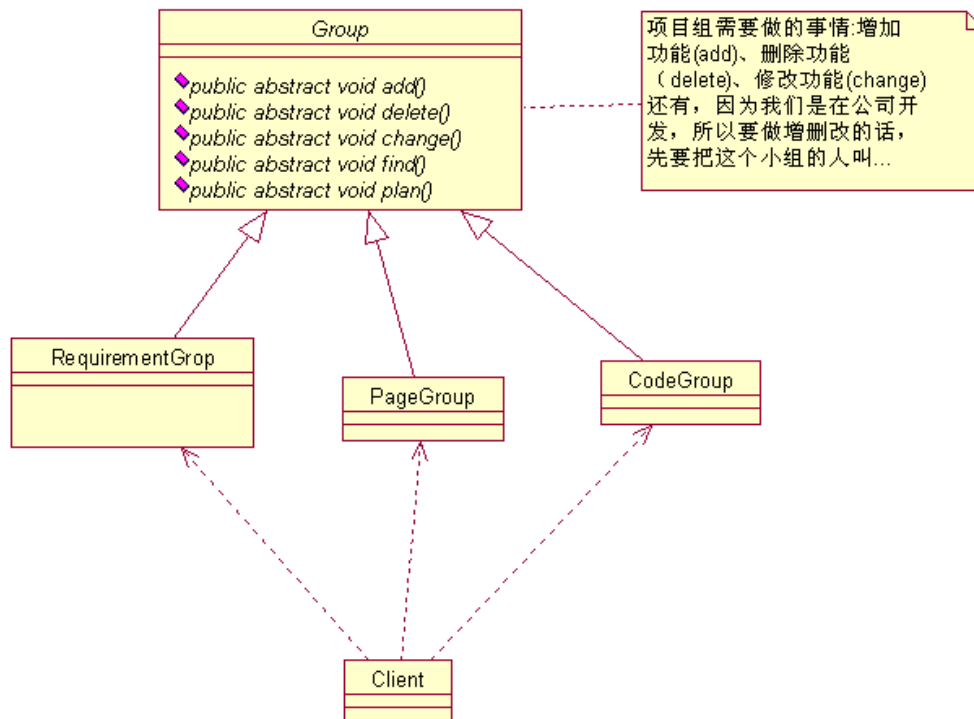 Group
public abstract void add()
public abstract void delete()
public abstract void change()
public abstract void find()
public abstract void plan()
项目组需要做的事情:增加
功能(add)、删除功能
（delete)、修改功能(change)
还有，因为我们是在公司开
发，所以要做增删改的话，
先要把这个小组的人叫...
RequirementGrop
PageGroup
CodeGroup
Client